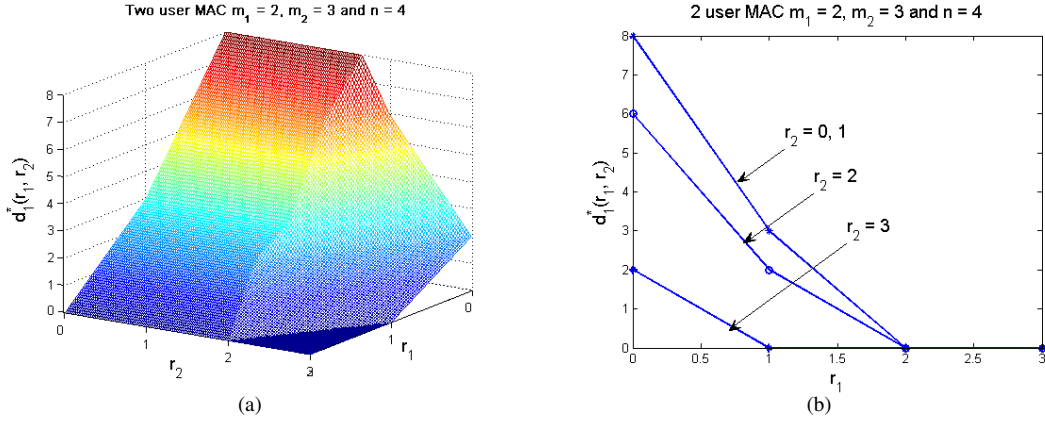 Two user MAC m₁ = 2, m₂ = 3 and n = 4
8
7
6
5
4
3
2
1
0
d₁*(r₁, r₂)
0
1
2
r₂
0
1
r₁
(a)
2 user MAC m₁ = 2, m₂ = 3 and n = 4
8
7
6
5
4
3
2
1
0
d₁*(r₁, r₂)
r₂ = 0, 1
r₂ = 2
r₂ = 3
0 0.5 1 1.5 2 2.5 3
r₁
(b)